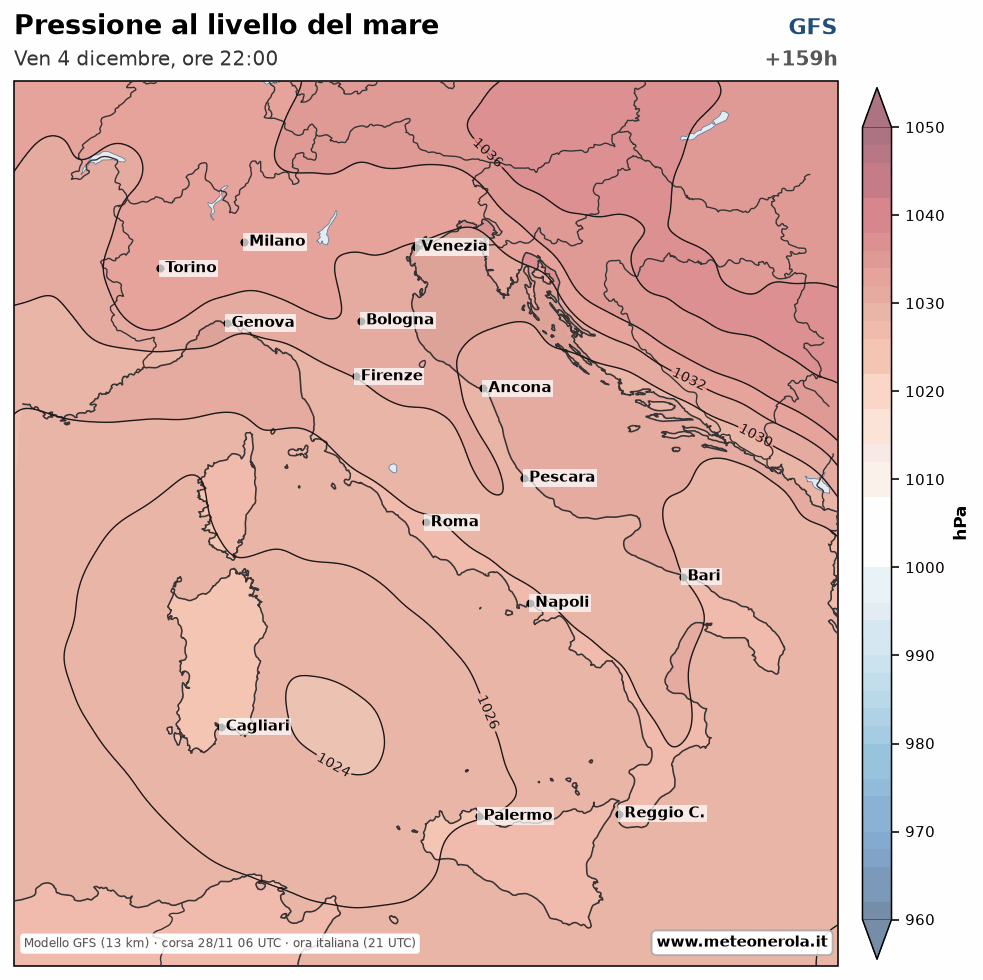 Pressione al livello del mare
GFS
Ven 4 dicembre, ore 22:00
+159h
1036
Milano
Venezia
Torino
Genova
Bologna
Firenze
Ancona
1032
1030
Pescara
Roma
Bari
Napoli
1026
Cagliari
1024
Palermo
Reggio C.
Modello GFS (13 km) · corsa 28/11 06 UTC · ora italiana (21 UTC)
www.meteonerola.it
1050
1040
1030
1020
1010
1000
990
980
970
960
hPa